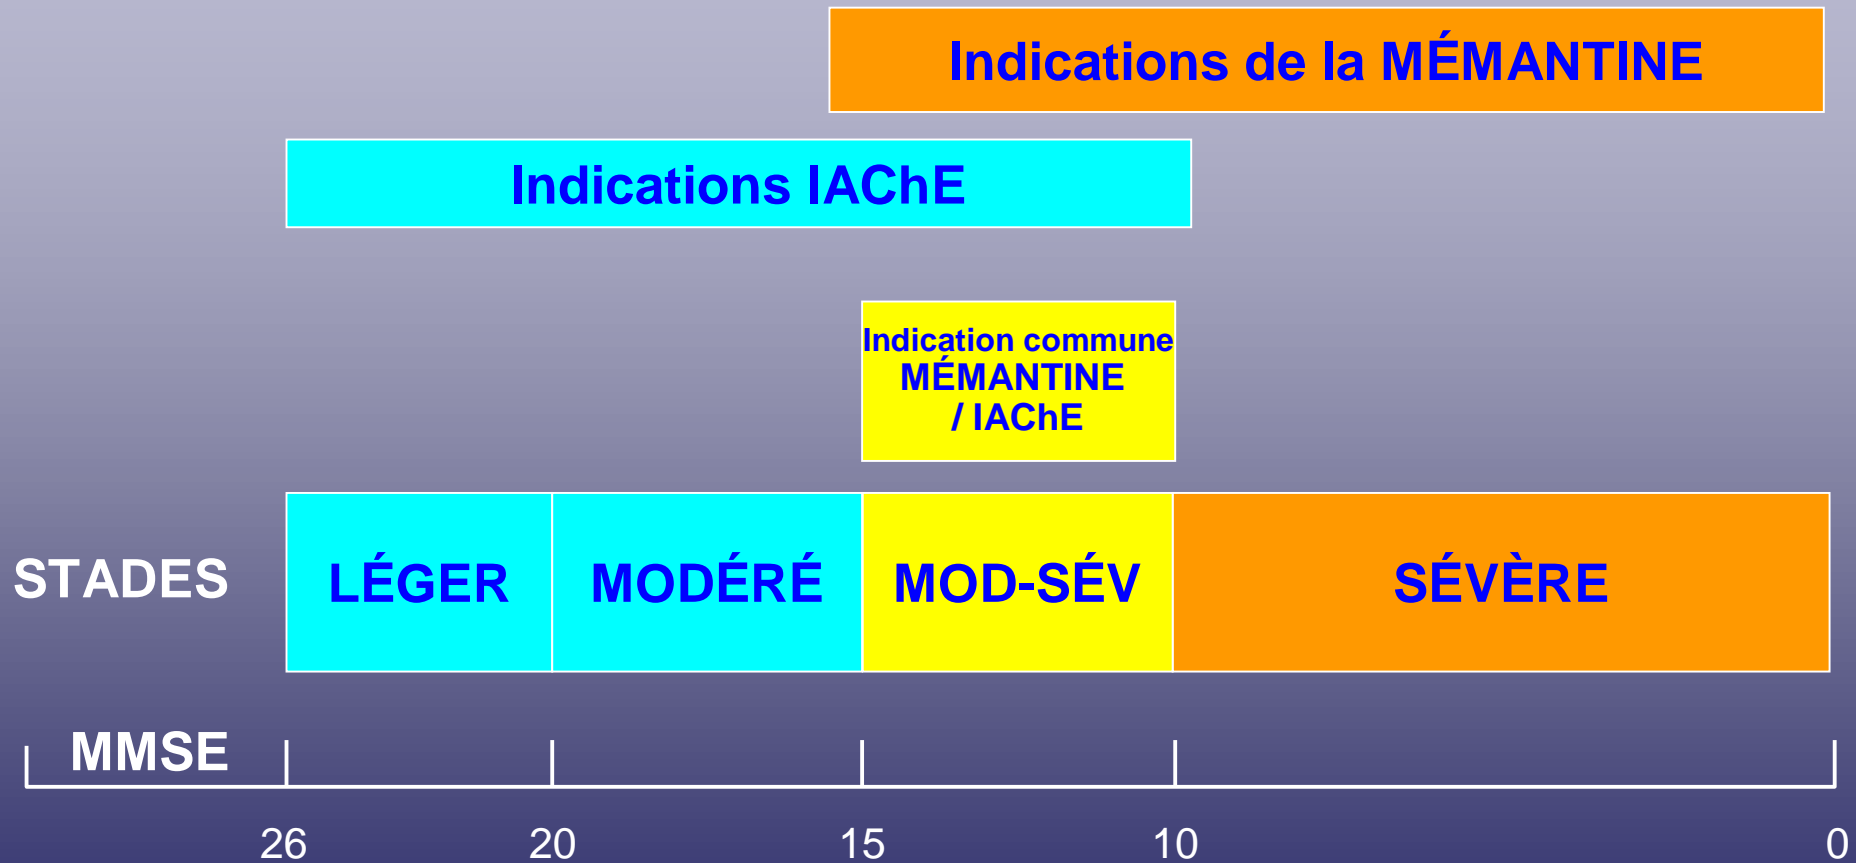 Indications de la MÉMANTINE
Indications IAChE
Indication commune
MÉMANTINE
/ IAChE
STADES
LÉGER
MODÉRÉ
MOD-SÉV
SÉVÈRE
MMSE
26
20
15
10
0